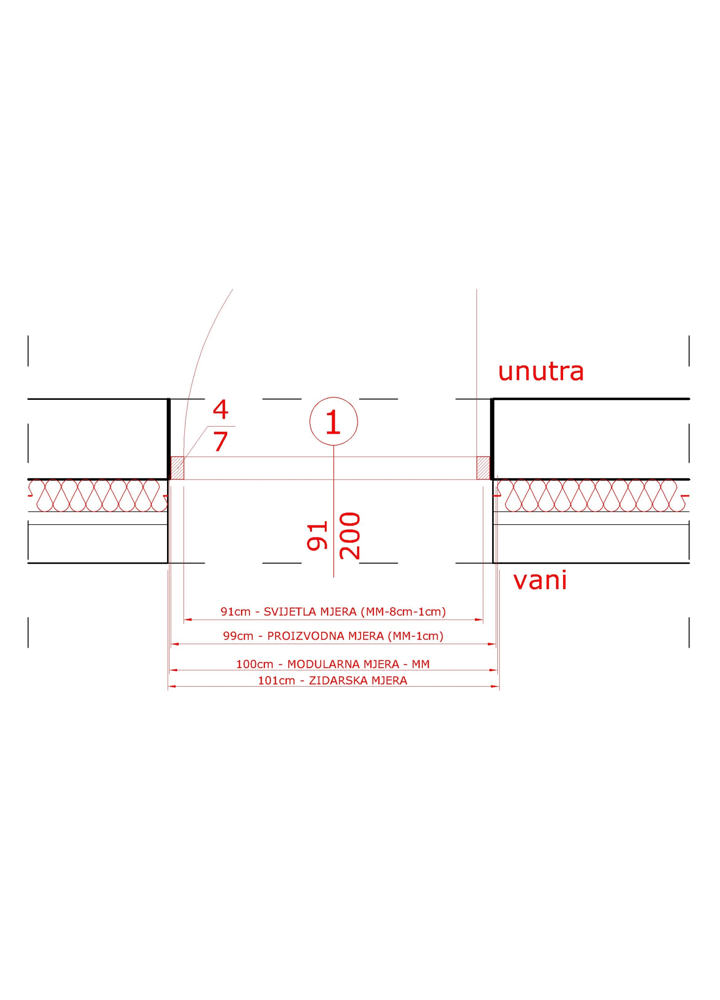 unutra
4
7
1
91
200
vani
91cm - SVIJETLA MJERA (MM-8cm-1cm)
99cm - PROIZVODNA MJERA (MM-1cm)
100cm - MODULARNA MJERA - MM
101cm - ZIDARSKA MJERA